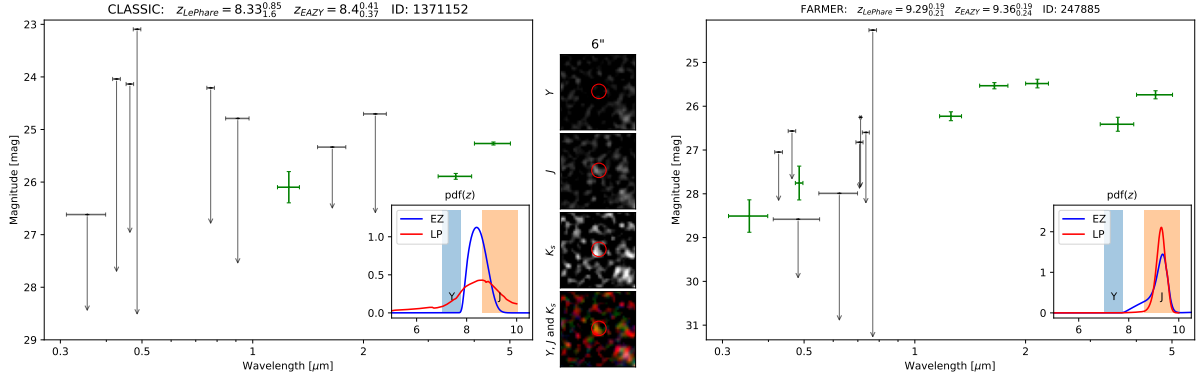 CLASSIC: z_LePhare = 8.33^0.85_1.6 z_EAZY = 8.4^0.41_0.37 ID: 1371152
23
24
25
26
27
28
29
Magnitude [mag]
0.3 0.5 1 2 5
Wavelength [μm]
pdf(z)
EZ
LP
Y J
0.0
0.5
1.0
6 8 10
6"
Y
J
K_s
Y, J and K_s
FARMER: z_LePhare = 9.29^0.19_0.21 z_EAZY = 9.36^0.19_0.24 ID: 247885
25
26
27
28
29
30
31
Magnitude [mag]
0.3 0.5 1 2 5
Wavelength [μm]
pdf(z)
EZ
LP
Y J
0
1
2
6 8 10